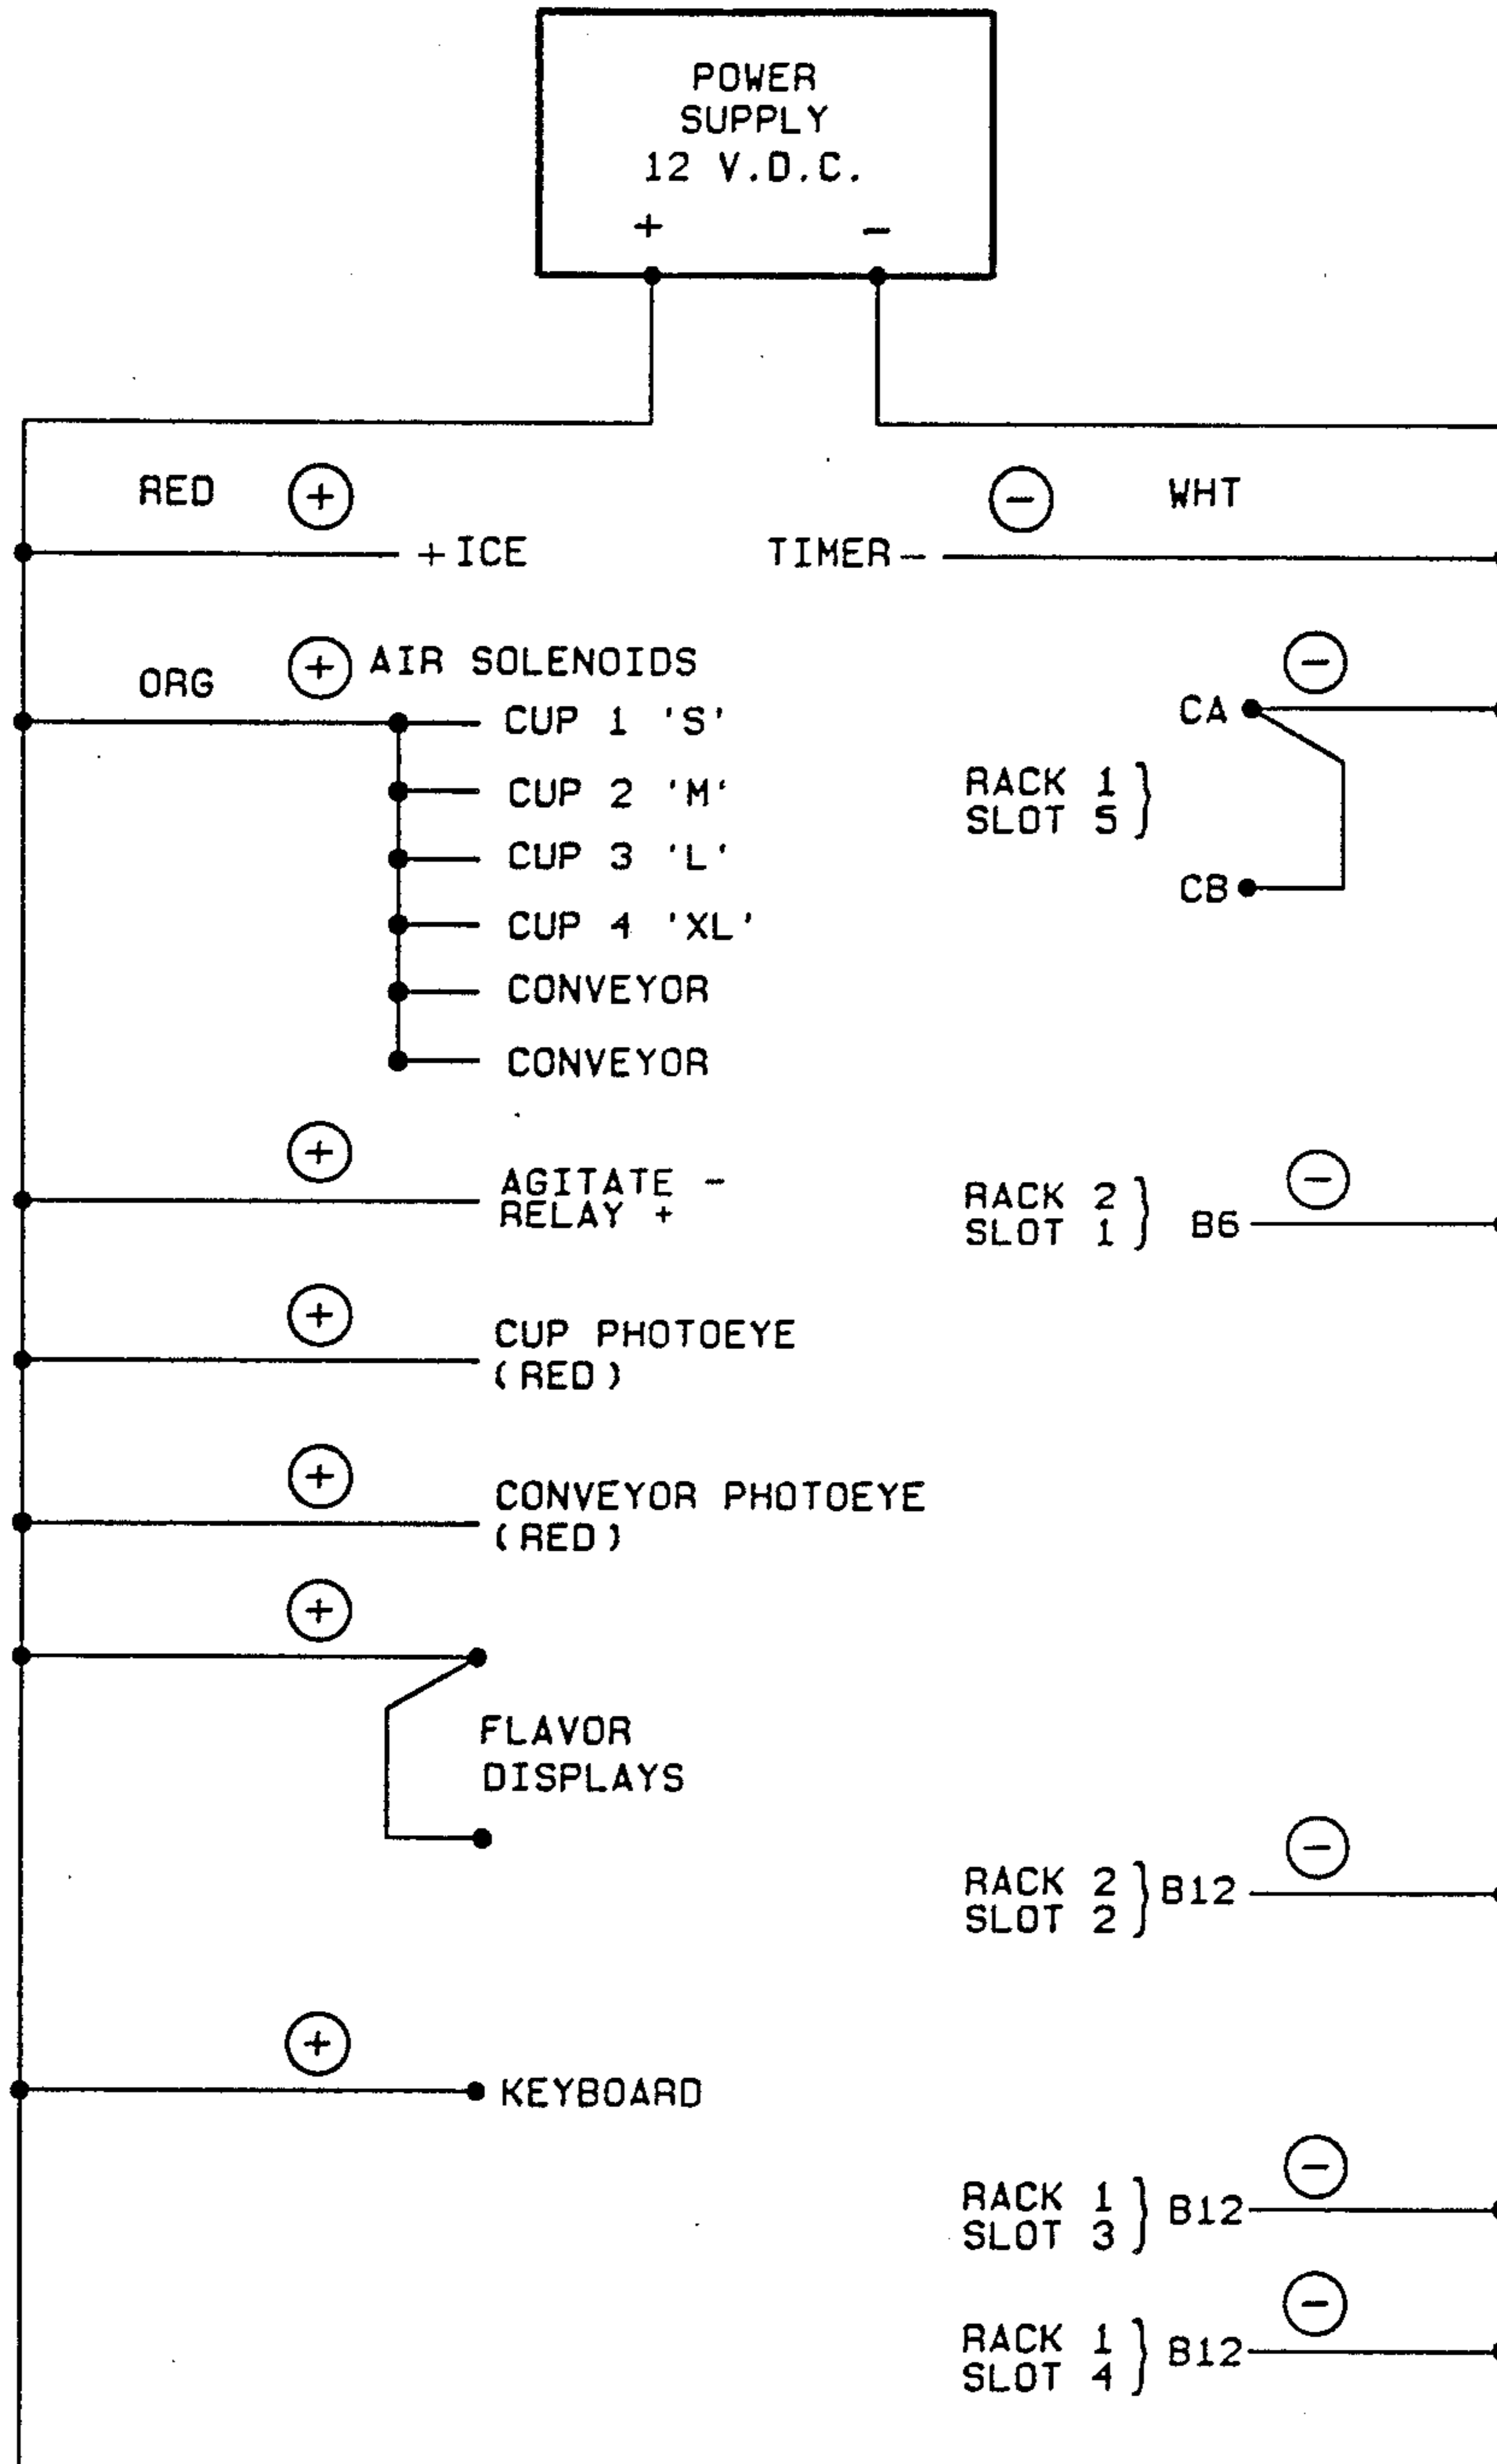 POWER
SUPPLY
12 V.D.C.
+ -
RED + - WHT
+ ICE TIMER -
ORG + AIR SOLENOIDS -
CUP 1 'S' CA
CUP 2 'M' RACK 1
CUP 3 'L' SLOT 5
CUP 4 'XL' CB
CONVEYOR
CONVEYOR
+ -
AGITATE - RACK 2
RELAY + SLOT 1 B6
+
CUP PHOTOEYE
(RED)
+
CONVEYOR PHOTOEYE
(RED)
+
FLAVOR
DISPLAYS
-
RACK 2 B12
SLOT 2
+
KEYBOARD
-
RACK 1 B12
SLOT 3
-
RACK 1 B12
SLOT 4